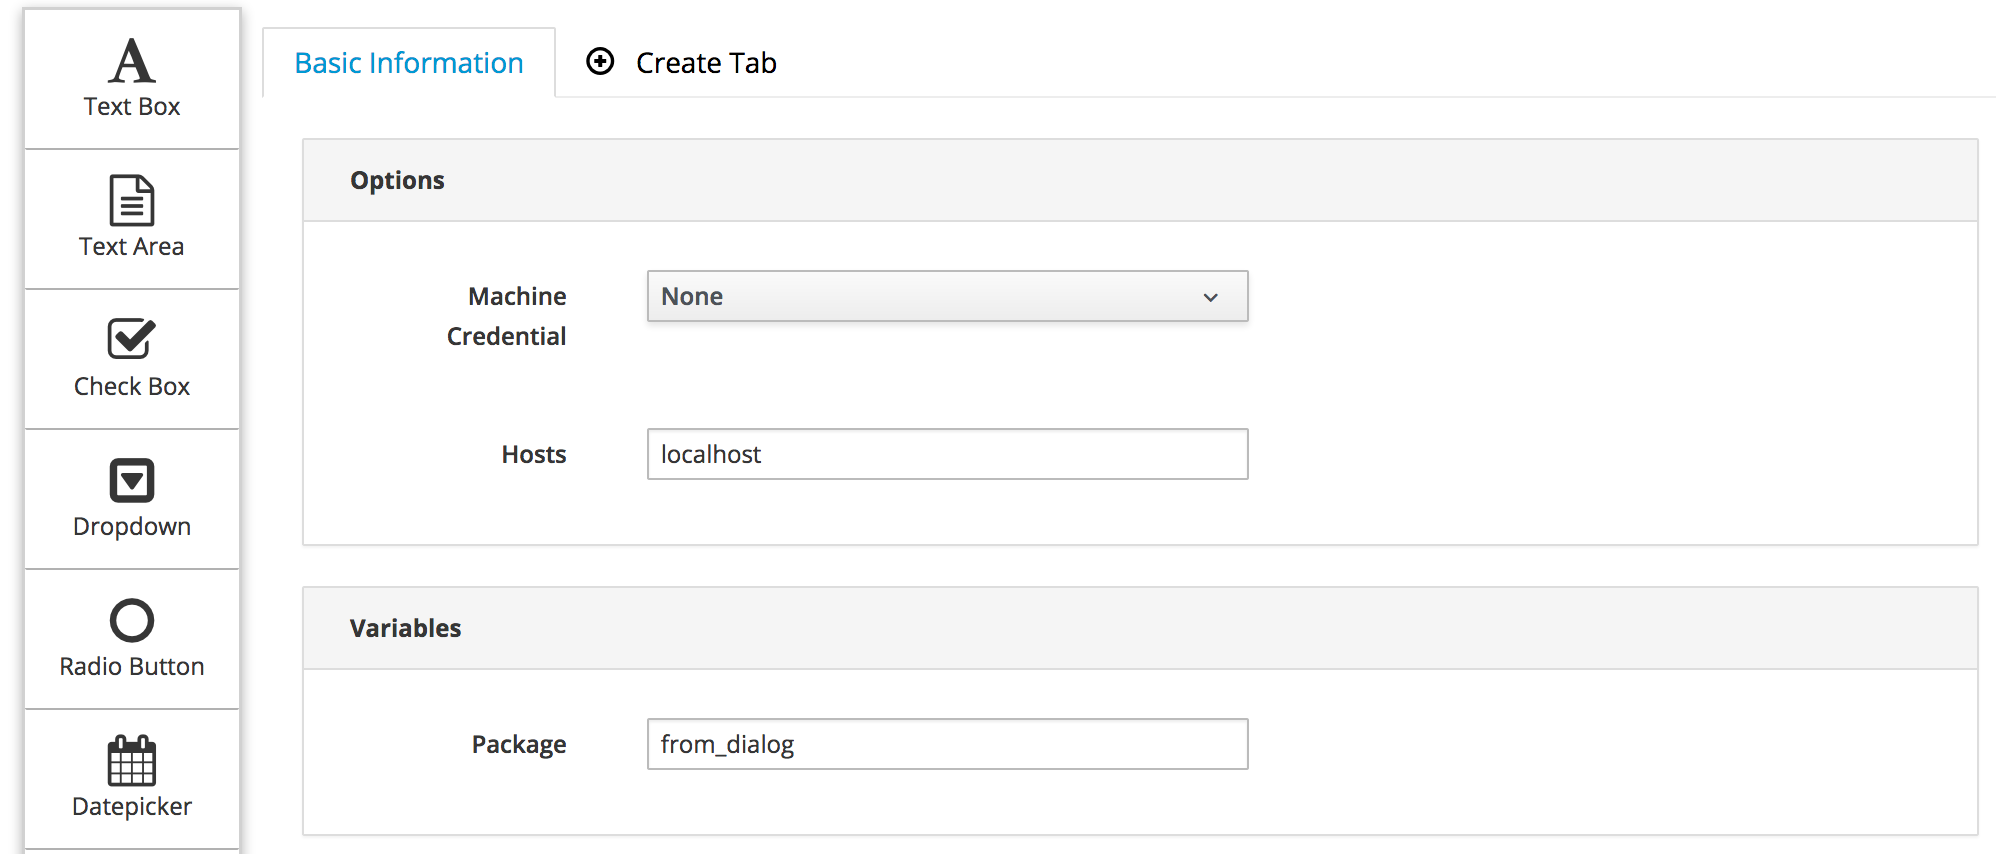 Text Box
Text Area
Check Box
Dropdown
Radio Button
Datepicker
Basic Information
Create Tab
Options
Machine
Credential
None
Hosts
localhost
Variables
Package
from_dialog